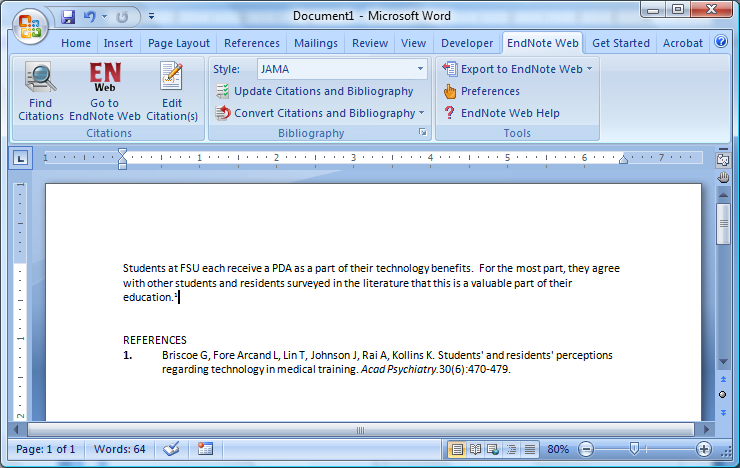 Document1 - Microsoft Word
Home Insert Page Layout References Mailings Review View Developer EndNote Web Get Started Acrobat
Find Citations
EN Web Go to EndNote Web
Edit Citation(s)
Citations
Style: JAMA
Update Citations and Bibliography
Convert Citations and Bibliography
Bibliography
Export to EndNote Web
Preferences
? EndNote Web Help
Tools
L
1 1 2 3 4 5 6 7
1
1
2
Students at FSU each receive a PDA as a part of their technology benefits. For the most part, they agree
with other students and residents surveyed in the literature that this is a valuable part of their
education.¹
REFERENCES
1. Briscoe G, Fore Arcand L, Lin T, Johnson J, Rai A, Kollins K. Students' and residents' perceptions
regarding technology in medical training. Acad Psychiatry.30(6):470-479.
Page: 1 of 1 Words: 64 80%